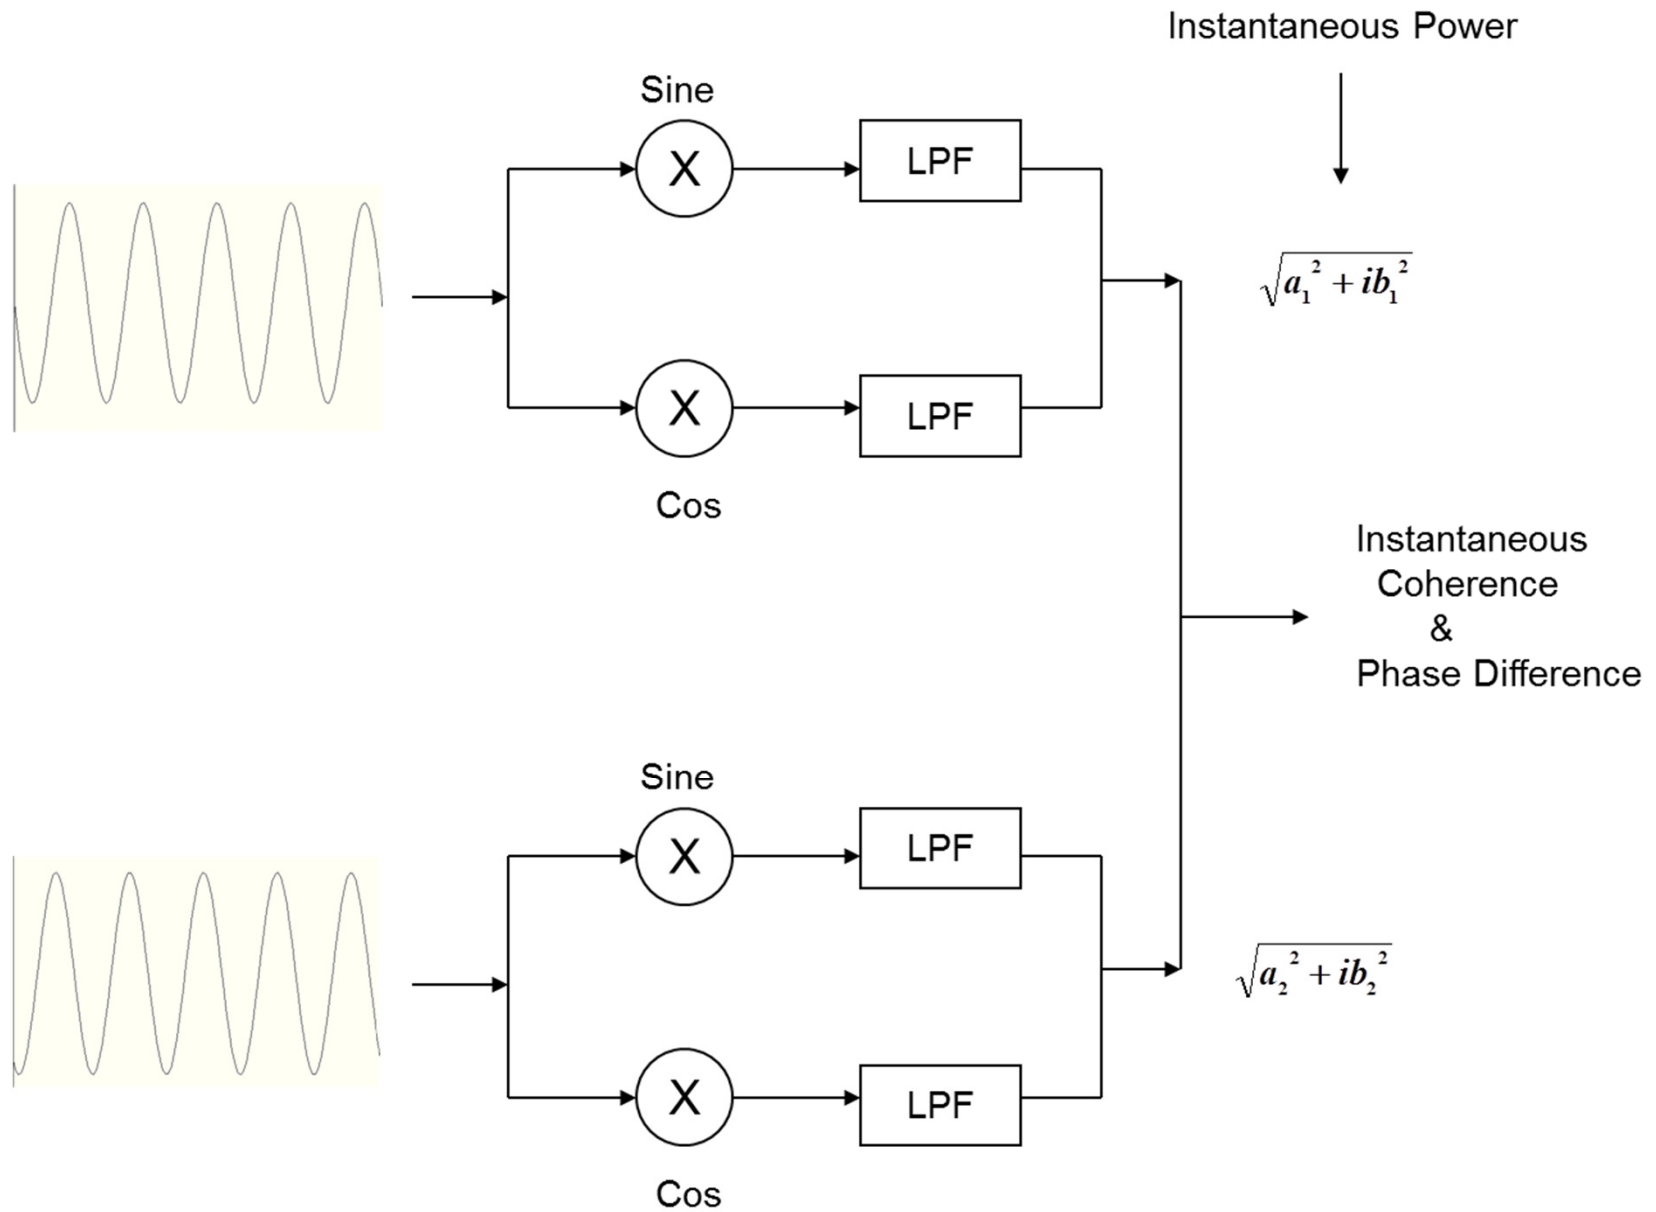 Instantaneous Power
Sine
X
LPF
√a₁² + ib₁²
X
LPF
Cos
Instantaneous
Coherence
&
Phase Difference
Sine
X
LPF
√a₂² + ib₂²
X
LPF
Cos